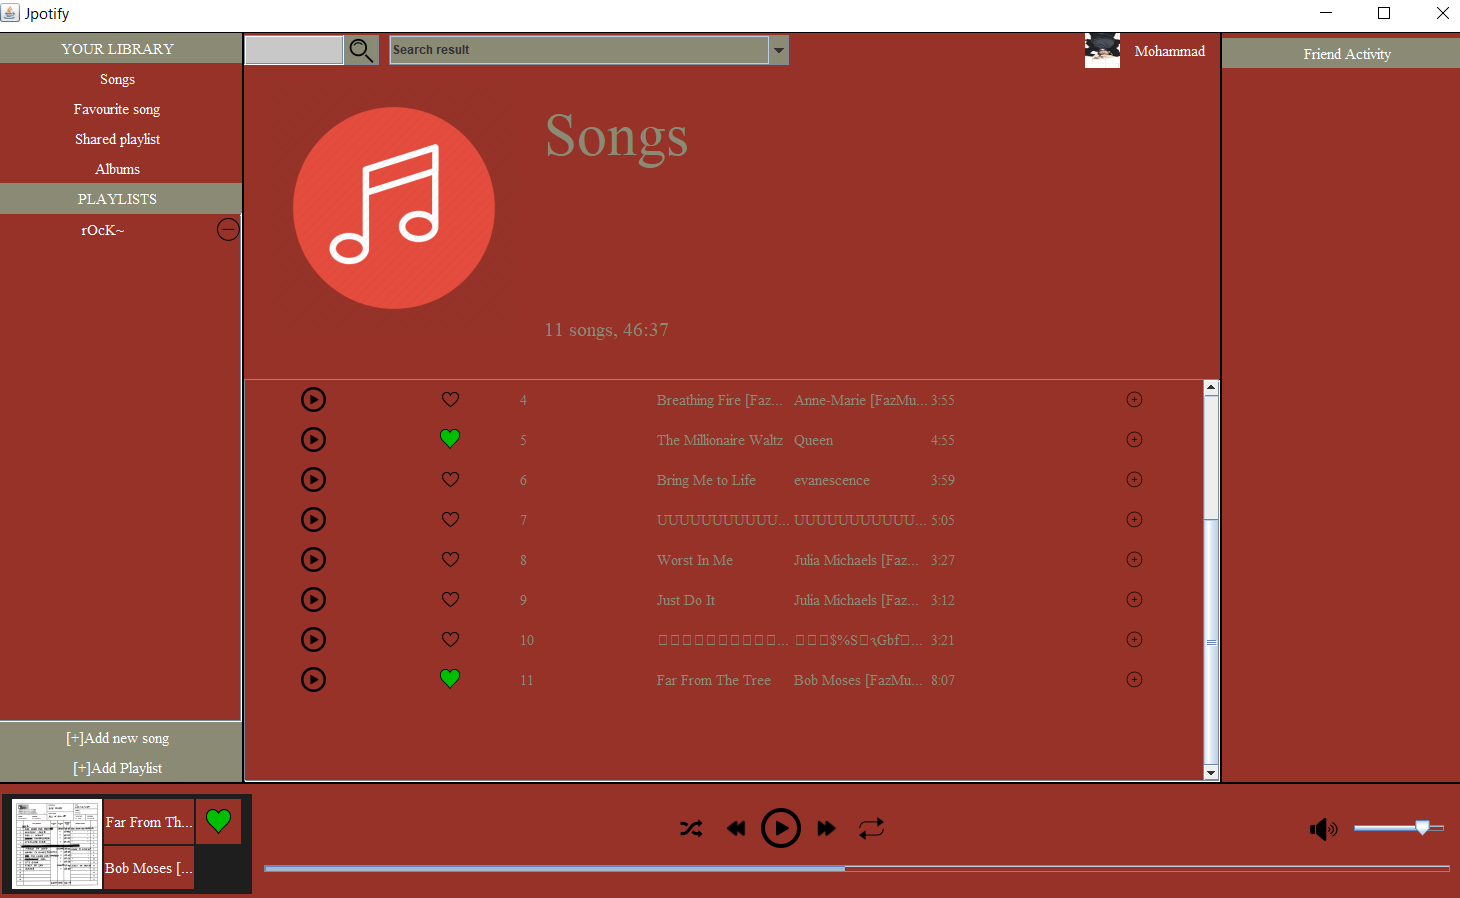 Jpotify
YOUR LIBRARY
Songs
Favourite song
Shared playlist
Albums
PLAYLISTS
rOcK~
[+]Add new song
[+]Add Playlist
Search result
Mohammad
Friend Activity
Songs
11 songs, 46:37
4 Breathing Fire [Faz... Anne-Marie [FazMu... 3:55
5 The Millionaire Waltz Queen 4:55
6 Bring Me to Life evanescence 3:59
7 UUUUUUUUUUU... UUUUUUUUUUU... 5:05
8 Worst In Me Julia Michaels [Faz... 3:27
9 Just Do It Julia Michaels [Faz... 3:12
10 3:21
11 Far From The Tree Bob Moses [FazMu... 8:07
Far From Th...
Bob Moses [...